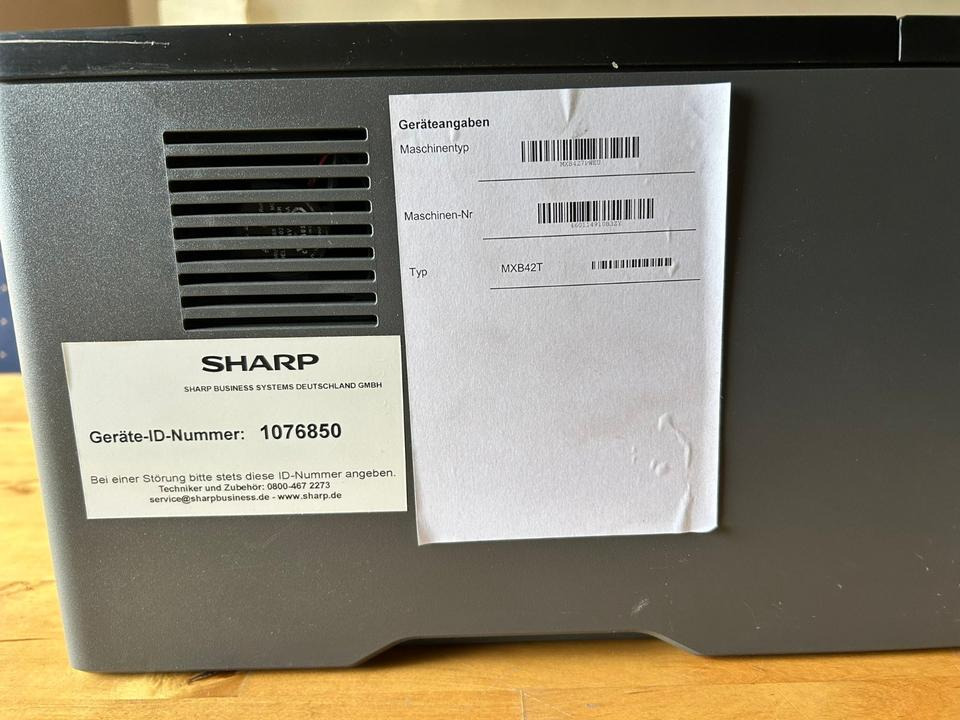 Geräteangaben
Maschinentyp
Maschinen-Nr
Typ MXB42T
SHARP
SHARP BUSINESS SYSTEMS DEUTSCHLAND GMBH
Geräte-ID-Nummer: 1076850
Bei einer Störung bitte stets diese ID-Nummer angeben.
Techniker und Zubehör: 0800-467 2273
service@sharpbusiness.de - www.sharp.de